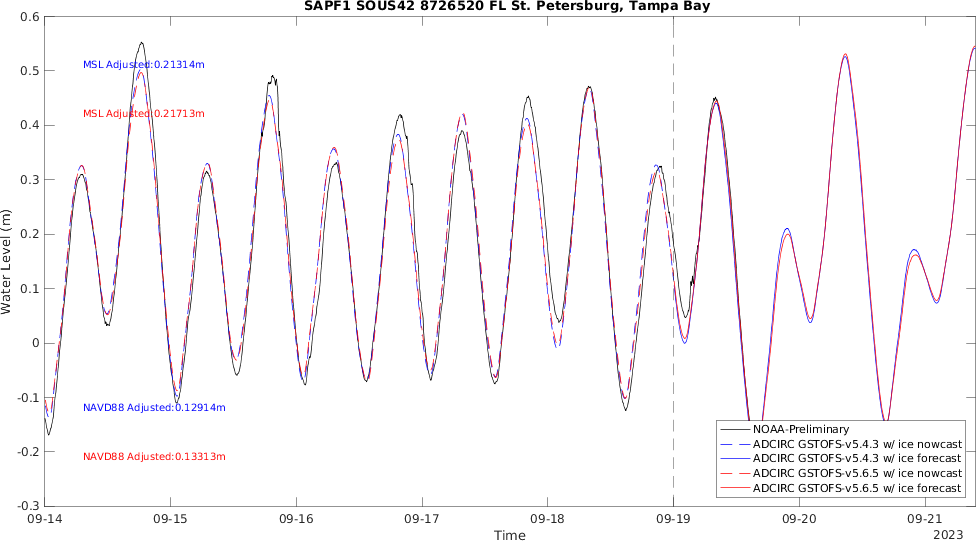 SAPF1 SOUS42 8726520 FL St. Petersburg, Tampa Bay
0.6
0.5
0.4
0.3
0.2
0.1
0
-0.1
-0.2
-0.3
Water Level (m)
MSL Adjusted:0.21314m
MSL Adjusted:0.21713m
NAVD88 Adjusted:0.12914m
NAVD88 Adjusted:0.13313m
NOAA-Preliminary
ADCIRC GSTOFS-v5.4.3 w/ ice nowcast
ADCIRC GSTOFS-v5.4.3 w/ ice forecast
ADCIRC GSTOFS-v5.6.5 w/ ice nowcast
ADCIRC GSTOFS-v5.6.5 w/ ice forecast
09-14 09-15 09-16 09-17 09-18 09-19 09-20 09-21
Time
2023